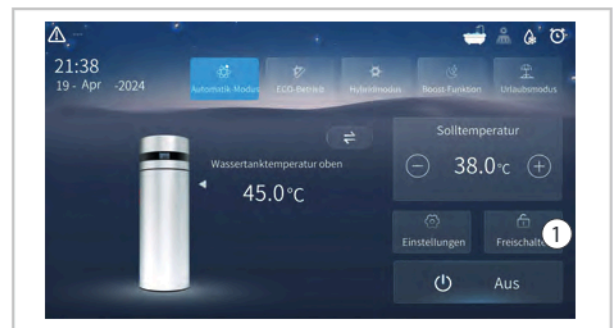 21:38
19 - Apr -2024
Automatik-Modus
ECO-Betrieb
Hybridmodus
Boost-Funktion
Urlaubsmodus
Solltemperatur
Wassertanktemperatur oben
45.0°C
38.0°C
Einstellungen
Freischalte
1
Aus